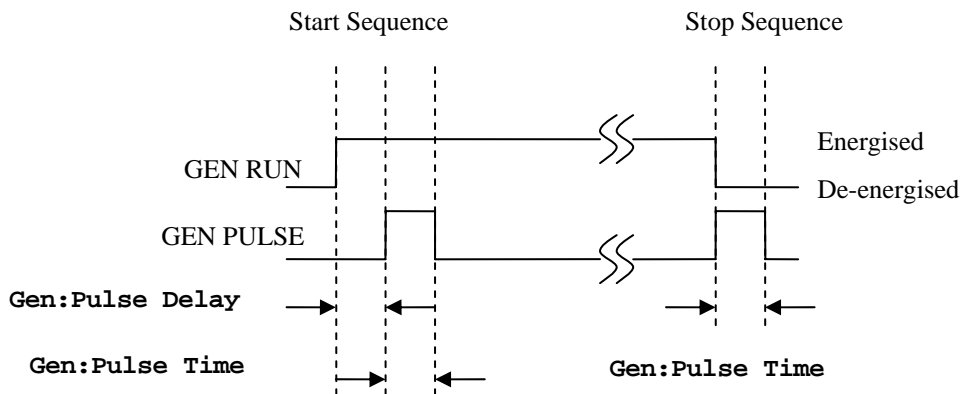 Start Sequence
Stop Sequence
Energised
GEN RUN
De-energised
GEN PULSE
Gen:Pulse Delay
Gen:Pulse Time
Gen:Pulse Time